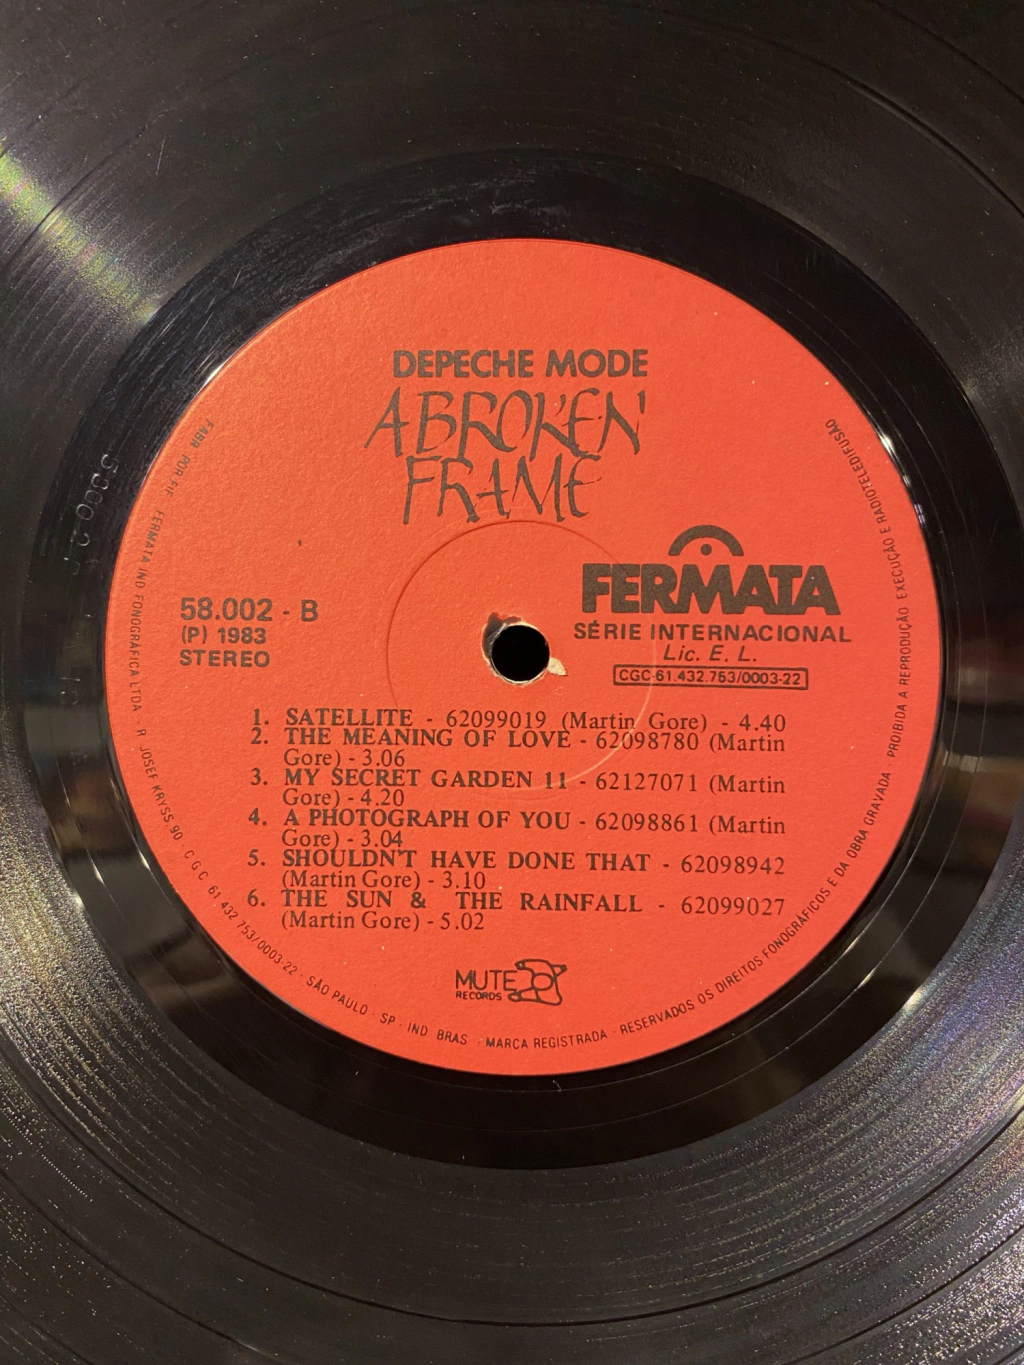 DEPECHE MODE
A BROKEN
FRAME
FERMATA
SÉRIE INTERNACIONAL
Lic. E. L.
CGC-61.432.753/0003-22
58.002 - B
(P) 1983
STEREO
1. SATELLITE - 62099019 (Martin Gore) - 4.40
2. THE MEANING OF LOVE - 62098780 (Martin
Gore) - 3.06
3. MY SECRET GARDEN 11 - 62127071 (Martin
Gore) - 4.20
4. A PHOTOGRAPH OF YOU - 62098861 (Martin
Gore) - 3.04
5. SHOULDN'T HAVE DONE THAT - 62098942
(Martin Gore) - 3.10
6. THE SUN & THE RAINFALL - 62099027
(Martin Gore) - 5.02
MUTE
RECORDS
FABR. POR EIF FERMATA IND FONOGRÁFICA LTDA · R JOSEF KRYSS 90 · C G C 61 432 753/0003-22 · SÃO PAULO · SP · IND BRAS · MARCA REGISTRADA · RESERVADOS OS DIREITOS FONOGRÁFICOS E DA OBRA GRAVADA · PROIBIDA A REPRODUÇÃO EXECUÇÃO E RADIOTELEDIFUSÃO